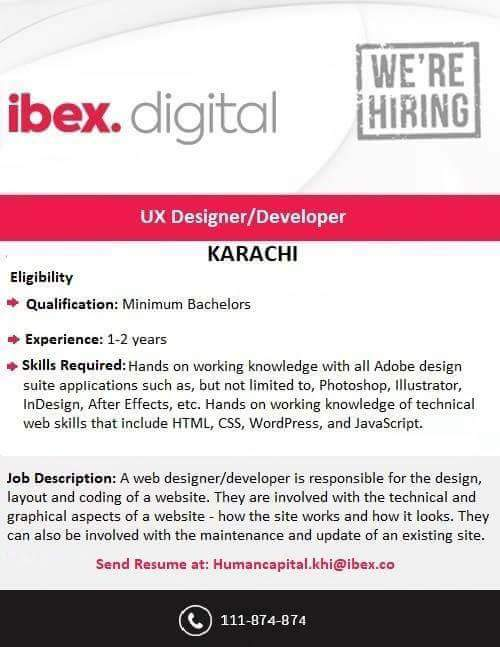 ibex. digital
WE'RE
HIRING
UX Designer/Developer
KARACHI
Eligibility
Qualification: Minimum Bachelors
Experience: 1-2 years
Skills Required: Hands on working knowledge with all Adobe design
suite applications such as, but not limited to, Photoshop, Illustrator,
InDesign, After Effects, etc. Hands on working knowledge of technical
web skills that include HTML, CSS, WordPress, and JavaScript.
Job Description: A web designer/developer is responsible for the design,
layout and coding of a website. They are involved with the technical and
graphical aspects of a website - how the site works and how it looks. They
can also be involved with the maintenance and update of an existing site.
Send Resume at: Humancapital.khi@ibex.co
111-874-874